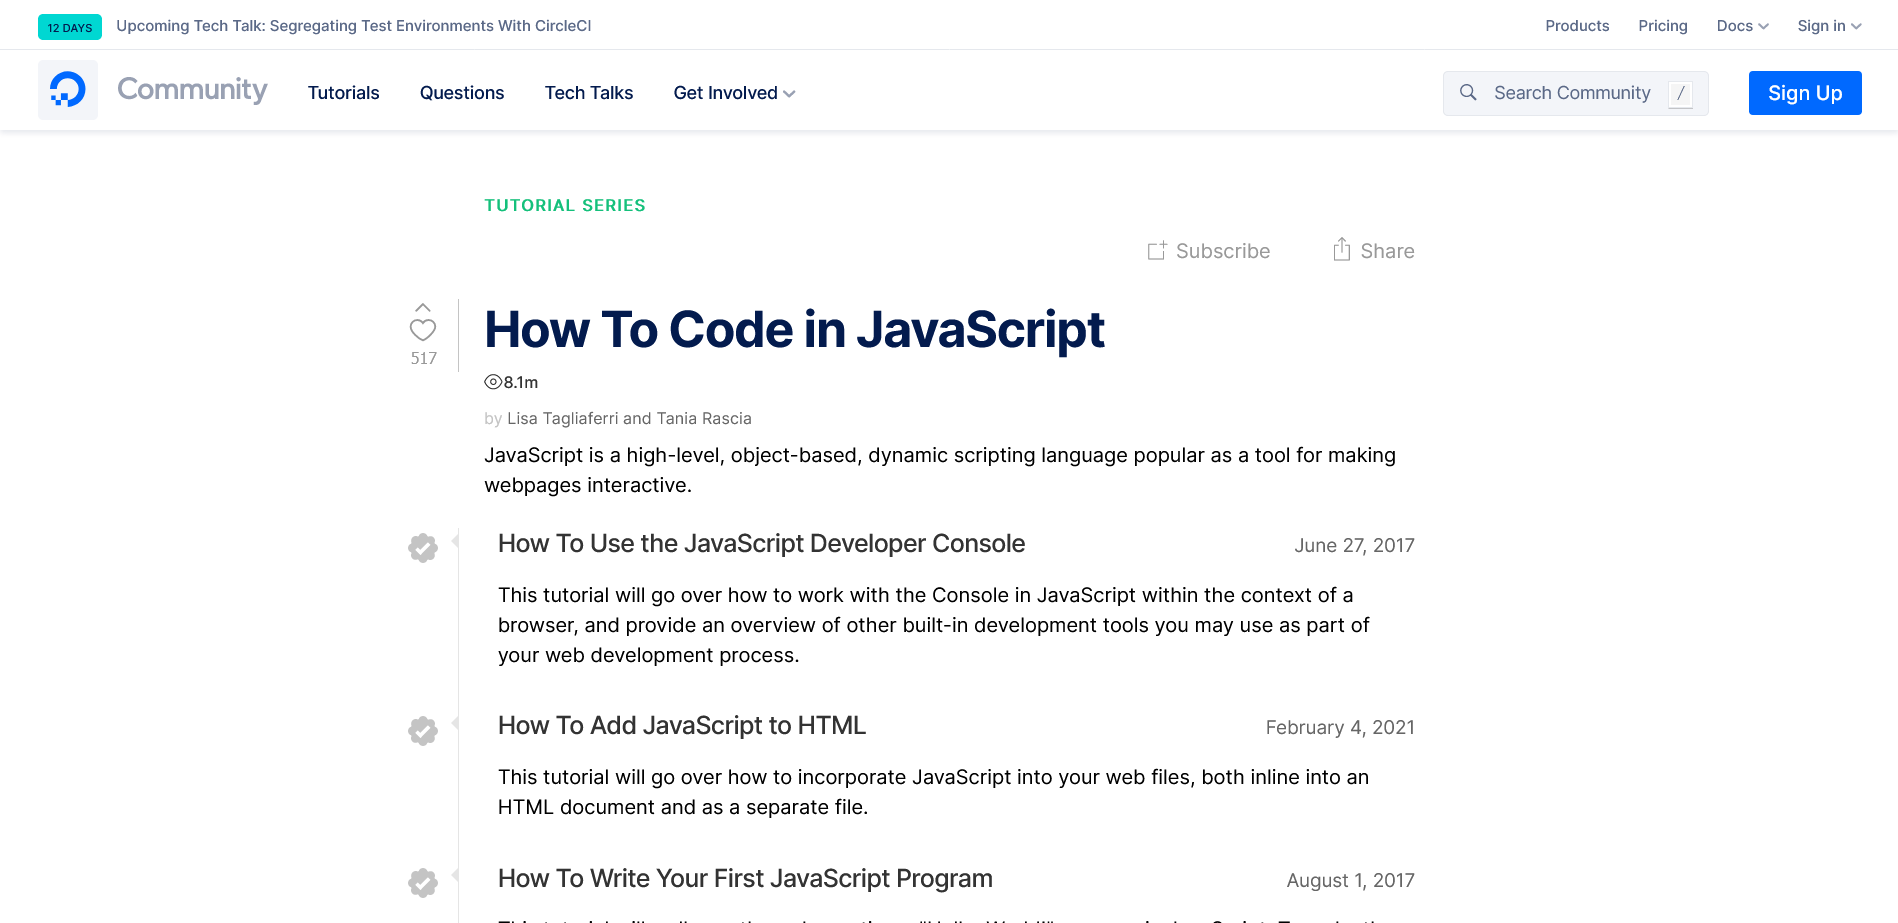 12 DAYS Upcoming Tech Talk: Segregating Test Environments With CircleCI Products Pricing Docs Sign in
Community Tutorials Questions Tech Talks Get Involved Search Community / Sign Up
TUTORIAL SERIES
Subscribe Share
How To Code in JavaScript
517
8.1m
by Lisa Tagliaferri and Tania Rascia
JavaScript is a high-level, object-based, dynamic scripting language popular as a tool for making
webpages interactive.
How To Use the JavaScript Developer Console June 27, 2017
This tutorial will go over how to work with the Console in JavaScript within the context of a
browser, and provide an overview of other built-in development tools you may use as part of
your web development process.
How To Add JavaScript to HTML February 4, 2021
This tutorial will go over how to incorporate JavaScript into your web files, both inline into an
HTML document and as a separate file.
How To Write Your First JavaScript Program August 1, 2017